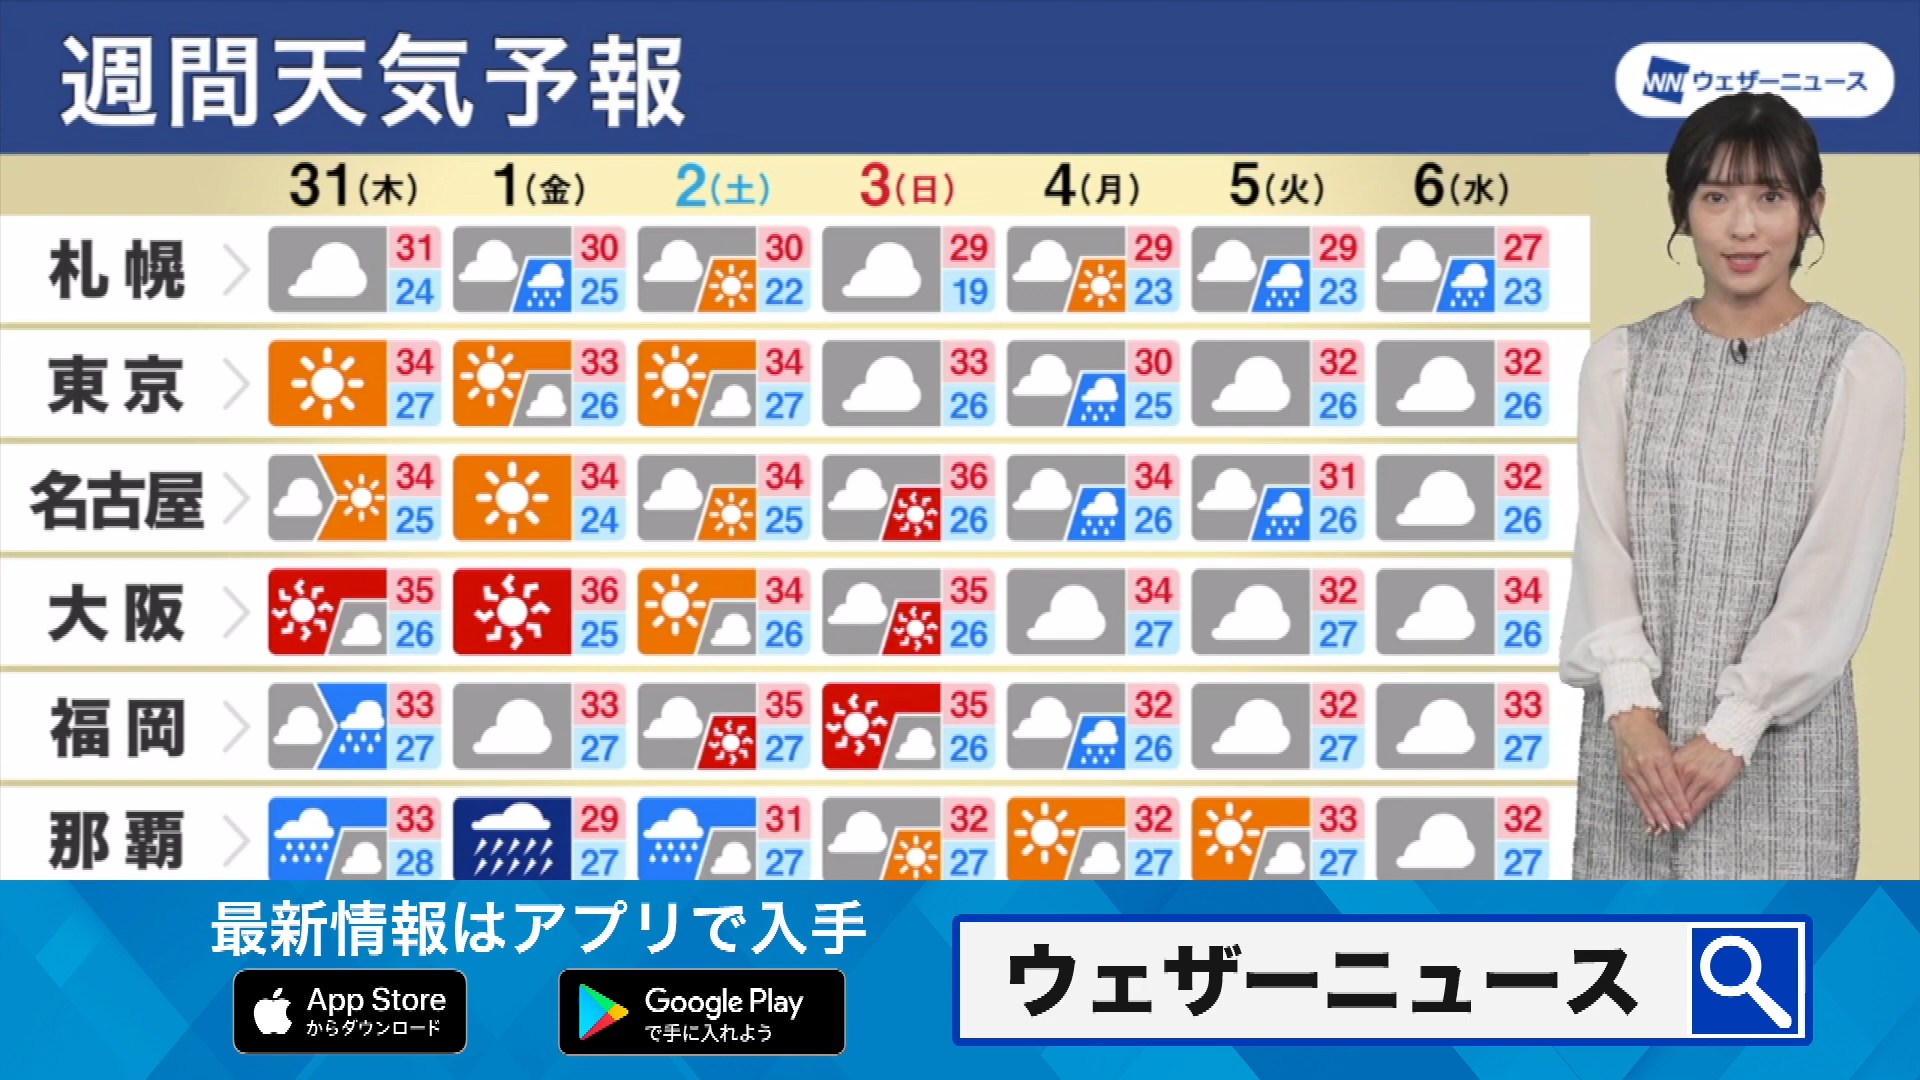 週間天気予報
WNI ウェザーニュース
31(木) 1(金) 2(土) 3(日) 4(月) 5(火) 6(水)
札幌 31 24 30 25 30 22 29 19 29 23 29 23 27 23
東京 34 27 33 26 34 27 33 26 30 25 32 26 32 26
名古屋 34 25 34 24 34 25 36 26 34 26 31 26 32 26
大阪 35 26 36 25 34 26 35 26 34 27 32 27 34 26
福岡 33 27 33 27 35 27 35 26 32 26 32 27 33 27
那覇 33 28 29 27 31 27 32 27 32 27 33 27 32 27
最新情報はアプリで入手
App Store
からダウンロード
Google Play
で手に入れよう
ウェザーニュース